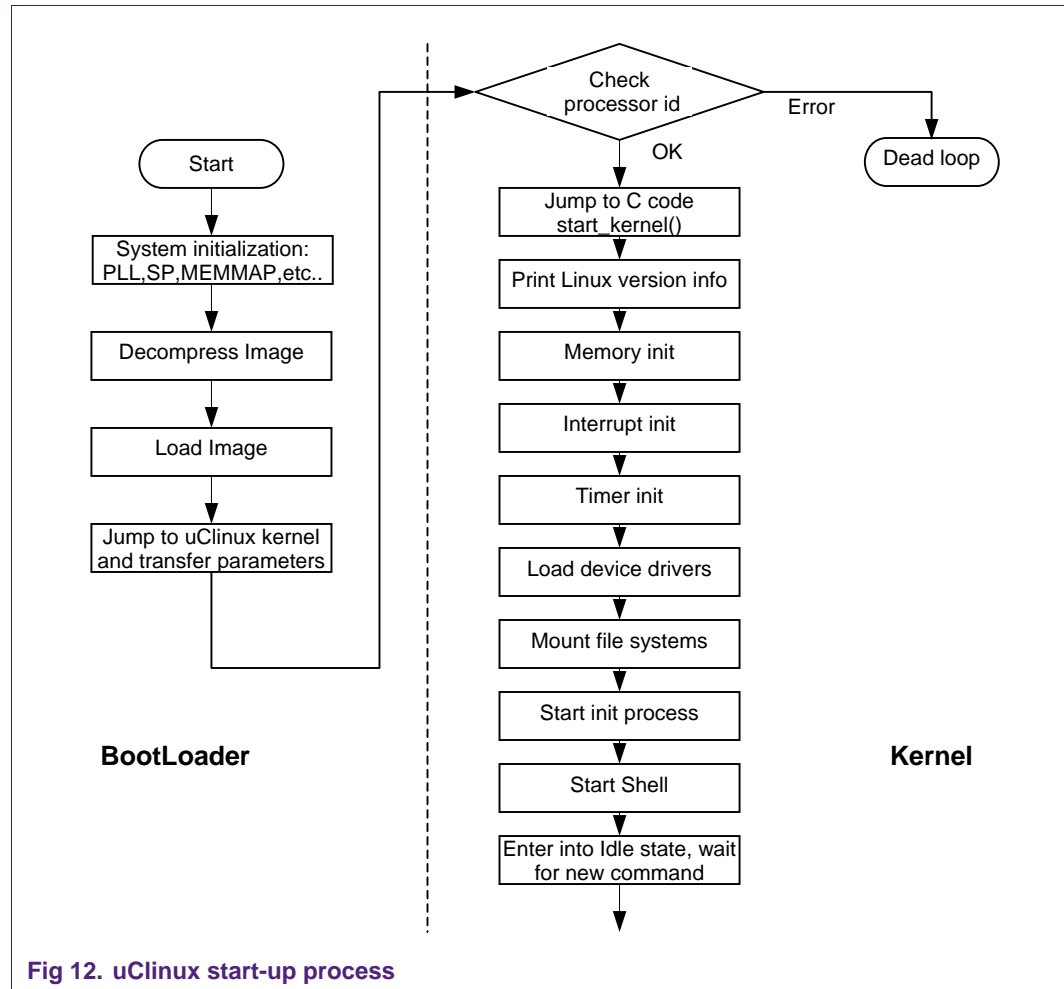 Start
System initialization:
PLL,SP,MEMMAP,etc..
Decompress Image
Load Image
Jump to uClinux kernel
and transfer parameters
BootLoader
Check
processor id
Error
Dead loop
OK
Jump to C code
start_kernel()
Print Linux version info
Memory init
Interrupt init
Timer init
Load device drivers
Mount file systems
Start init process
Start Shell
Enter into Idle state, wait
for new command
Kernel
Fig 12. uClinux start-up process